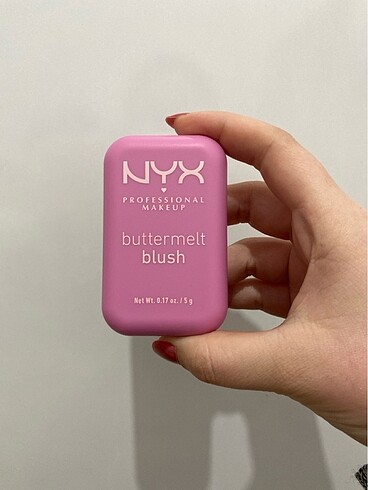 NYX
PROFESSIONAL
MAKEUP
buttermelt
blush
Net Wt. 0.17 oz. / 5 g